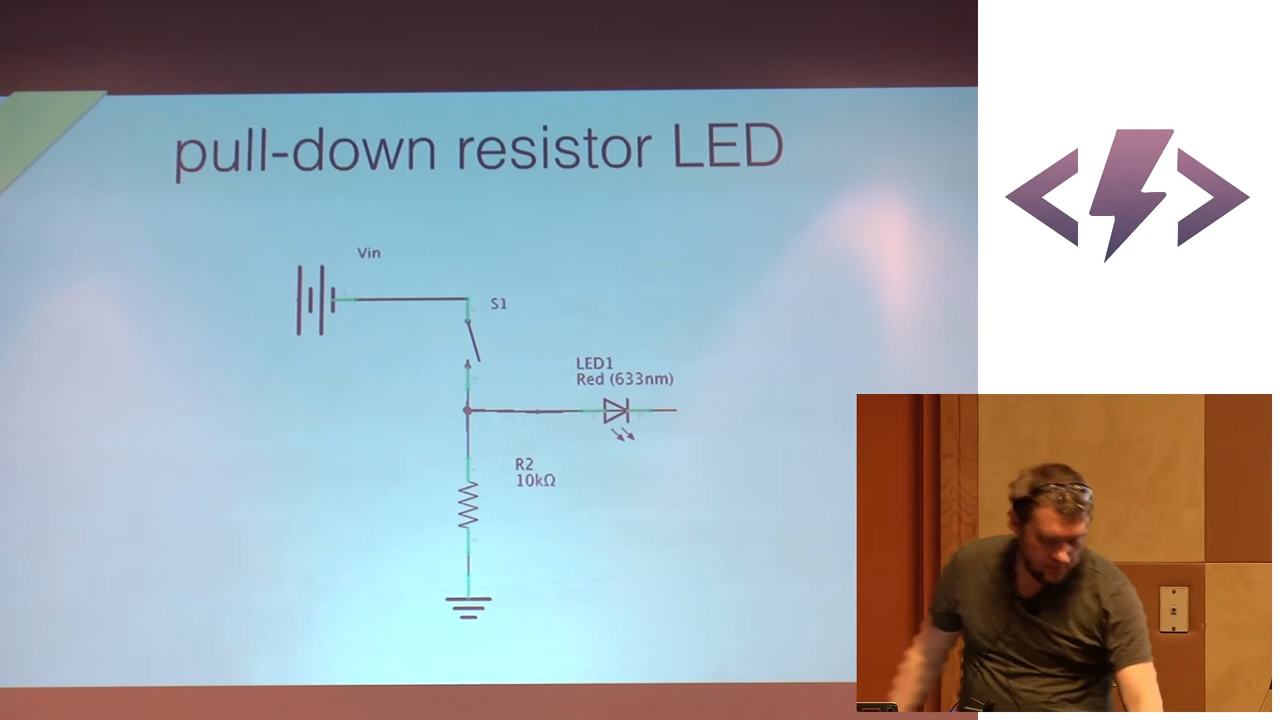 pull-down resistor LED
Vin
S1
LED1
Red (633nm)
R2
10kΩ